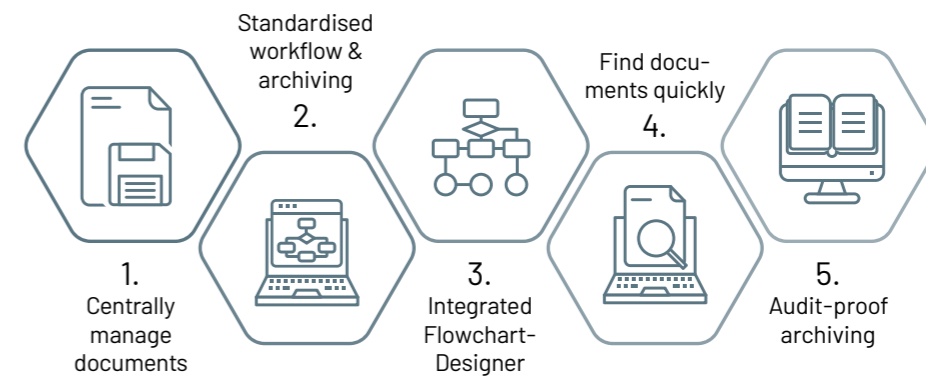 1.
Centrally
manage
documents
Standardised
workflow &
archiving
2.
3.
Integrated
Flowchart-
Designer
Find docu-
ments quickly
4.
5.
Audit-proof
archiving